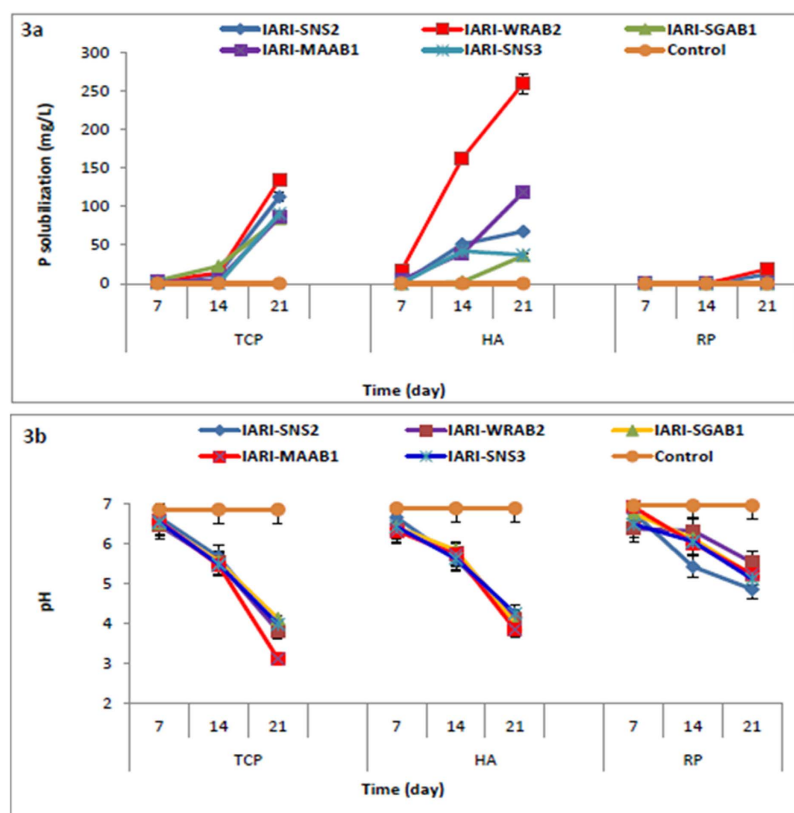 3a
IARI-SNS2 IARI-WRAB2 IARI-SGAB1
IARI-MAAB1 IARI-SNS3 Control
P solubilization (mg/L)
300
250
200
150
100
50
0
7 14 21 7 14 21 7 14 21
TCP HA RP
Time (day)
3b
IARI-SNS2 IARI-WRAB2 IARI-SGAB1
IARI-MAAB1 IARI-SNS3 Control
pH
7
6
5
4
3
2
7 14 21 7 14 21 7 14 21
TCP HA RP
Time (day)